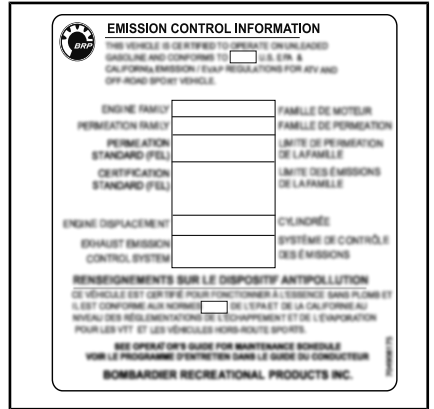 BRP
EMISSION CONTROL INFORMATION
THIS VEHICLE IS CERTIFIED TO OPERATE ON UNLEADED
GASOLINE AND CONFORMS TO U.S. EPA &
CALIFORNIA EMISSION / EVAP REGULATIONS FOR ATV AND
OFF-ROAD SPORT VEHICLE.
ENGINE FAMILY FAMILLE DE MOTEUR
PERMEATION FAMILY FAMILLE DE PERMÉATION
PERMEATION LIMITE DE PERMÉATION
STANDARD (FEL) DE LA FAMILLE
CERTIFICATION LIMITE DES ÉMISSIONS
STANDARD (FEL) DE LA FAMILLE
ENGINE DISPLACEMENT CYLINDRÉE
EXHAUST EMISSION SYSTÈME DE CONTRÔLE
CONTROL SYSTEM DES ÉMISSIONS
RENSEIGNEMENTS SUR LE DISPOSITIF ANTIPOLLUTION
CE VÉHICULE EST CERTIFIÉ POUR FONCTIONNER À L'ESSENCE SANS PLOMB ET
IL EST CONFORME AUX NORMES DE L'EPA ET DE LA CALIFORNIE AU
NIVEAU DES RÉGLEMENTATIONS DE L'ÉCHAPPEMENT ET DE L'ÉVAPORATION
POUR LES VTT ET LES VÉHICULES HORS-ROUTE SPORTS.
SEE OPERATOR'S GUIDE FOR MAINTENANCE SCHEDULE
VOIR LE PROGRAMME D'ENTRETIEN DANS LE GUIDE DU CONDUCTEUR
BOMBARDIER RECREATIONAL PRODUCTS INC.